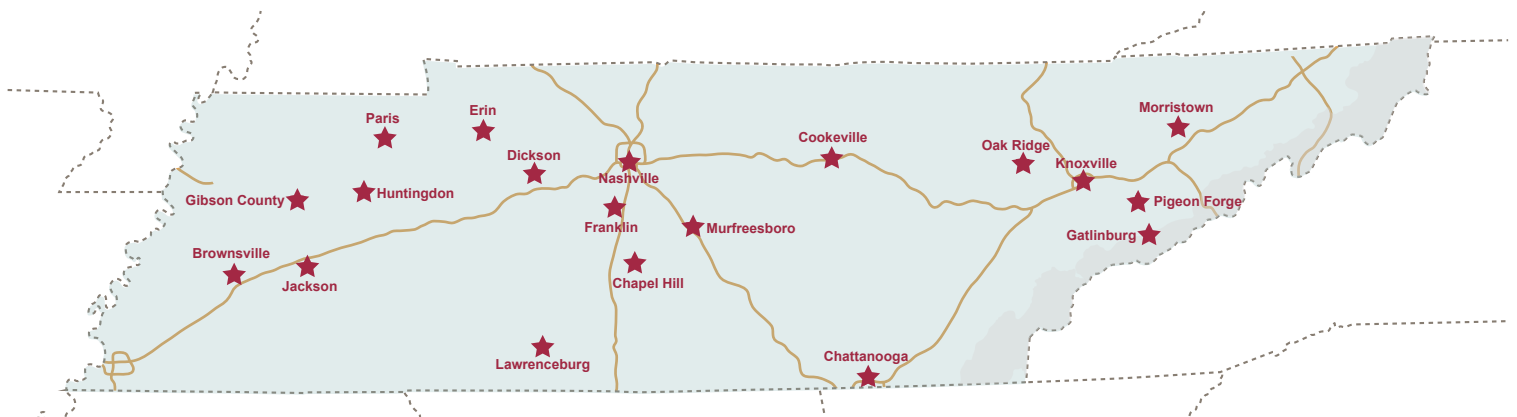 Erin
Morristown
Paris
Cookeville
Oak Ridge
Dickson
Knoxville
Nashville
Huntingdon
Gibson County
Pigeon Forge
Franklin
Murfreesboro
Gatlinburg
Brownsville
Chapel Hill
Jackson
Chattanooga
Lawrenceburg